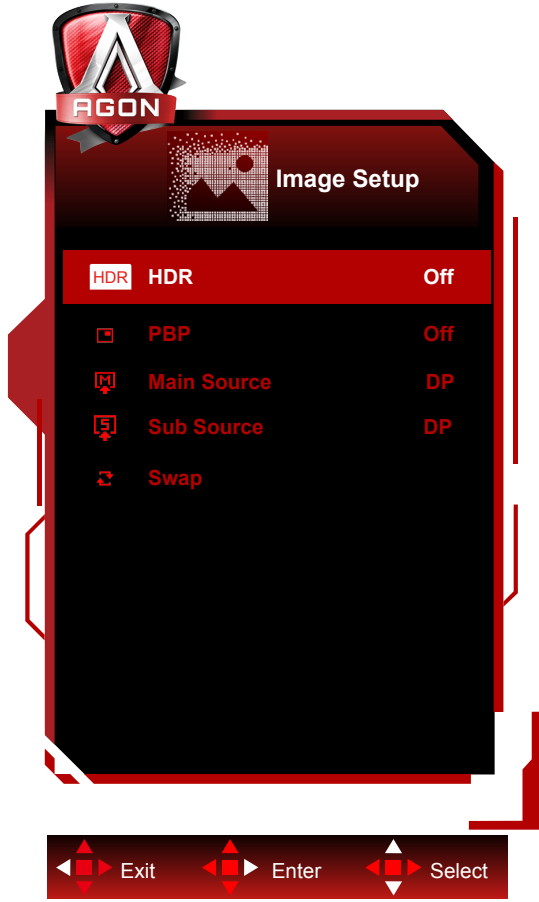 AGON
Image Setup
HDR HDR Off
PBP Off
M Main Source DP
S Sub Source DP
Swap
Exit Enter Select